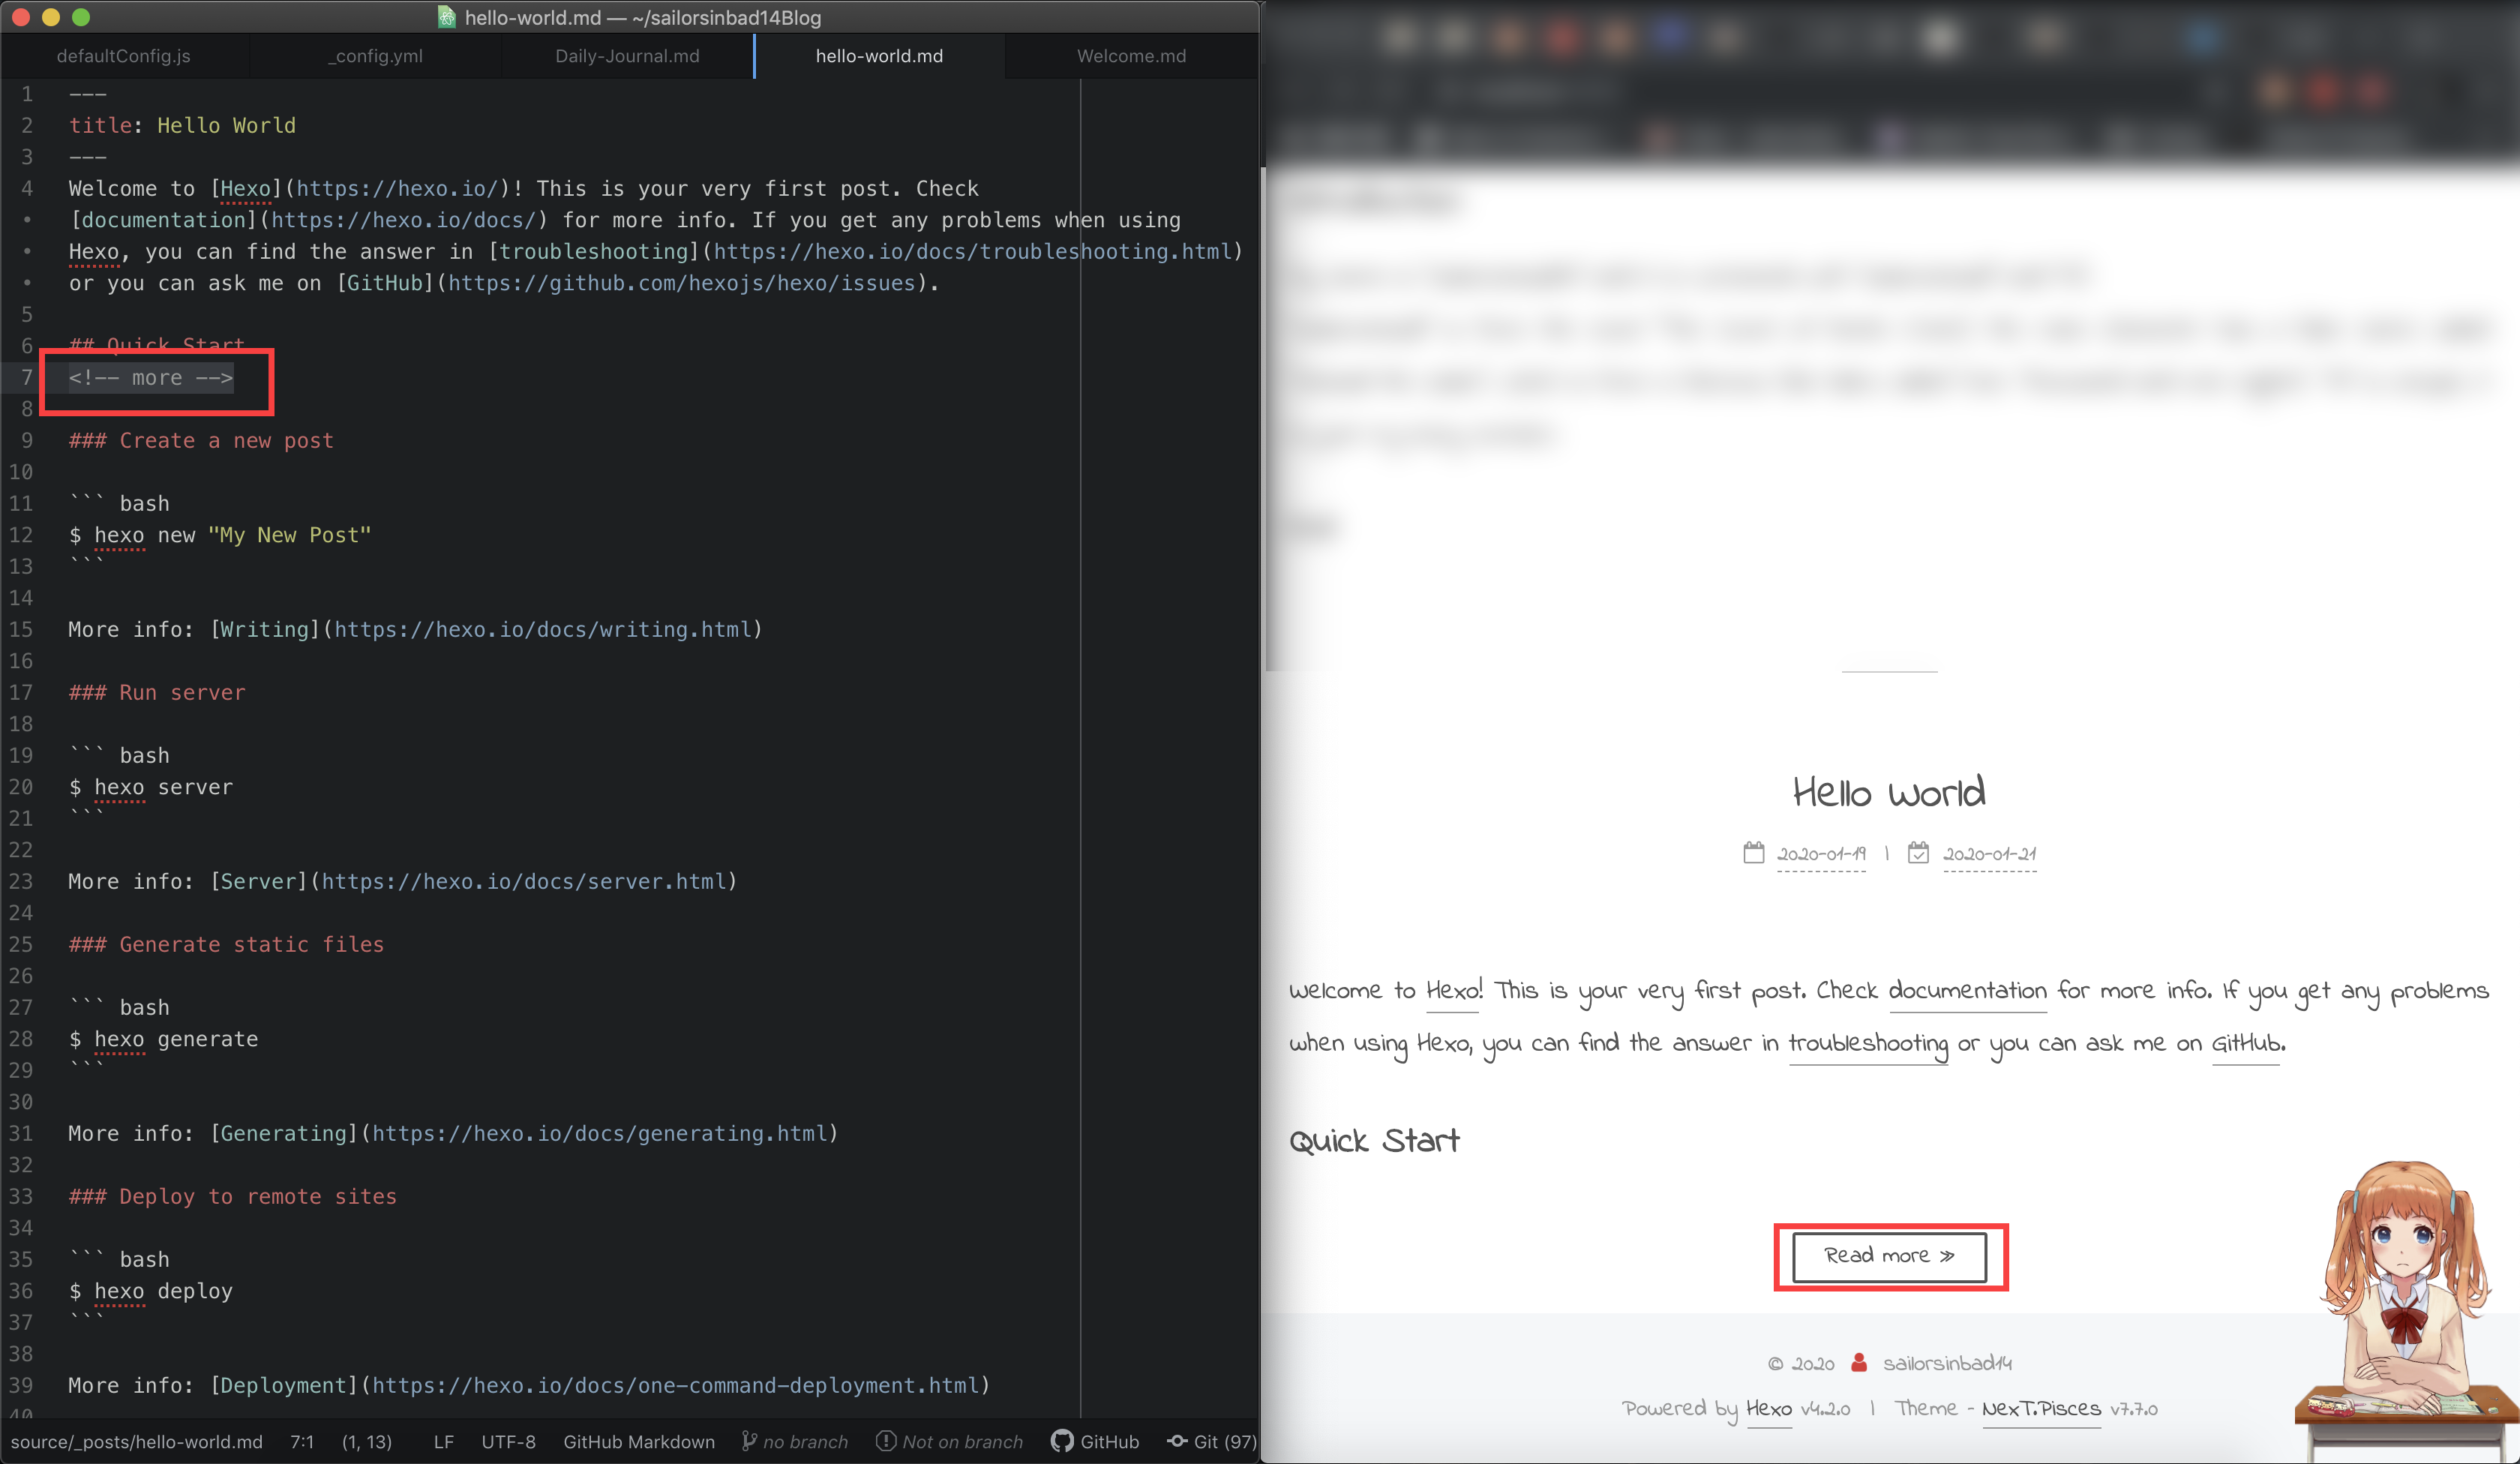 hello-world.md — ~/sailorsinbad14Blog
defaultConfig.js
_config.yml
Daily-Journal.md
hello-world.md
Welcome.md
1 ---
2 title: Hello World
3 ---
4 Welcome to [Hexo](https://hexo.io/)! This is your very first post. Check
• [documentation](https://hexo.io/docs/) for more info. If you get any problems when using
• Hexo, you can find the answer in [troubleshooting](https://hexo.io/docs/troubleshooting.html)
• or you can ask me on [GitHub](https://github.com/hexojs/hexo/issues).
5
6 ## Quick Start
7 <!-- more -->
8
9 ### Create a new post
10
11 ``` bash
12 $ hexo new "My New Post"
13 ```
14
15 More info: [Writing](https://hexo.io/docs/writing.html)
16
17 ### Run server
18
19 ``` bash
20 $ hexo server
21 ```
22
23 More info: [Server](https://hexo.io/docs/server.html)
24
25 ### Generate static files
26
27 ``` bash
28 $ hexo generate
29 ```
30
31 More info: [Generating](https://hexo.io/docs/generating.html)
32
33 ### Deploy to remote sites
34
35 ``` bash
36 $ hexo deploy
37 ```
38
39 More info: [Deployment](https://hexo.io/docs/one-command-deployment.html)
40
source/_posts/hello-world.md 7:1 (1, 13) LF UTF-8 GitHub Markdown no branch Not on branch GitHub Git (97)
Hello World
2020-01-19 | 2020-01-21
Welcome to Hexo! This is your very first post. Check documentation for more info. If you get any problems
when using Hexo, you can find the answer in troubleshooting or you can ask me on GitHub.
Quick Start
Read more »
© 2020 sailorsinbad14
Powered by Hexo v4.2.0 | Theme - NexT.Pisces v7.7.0